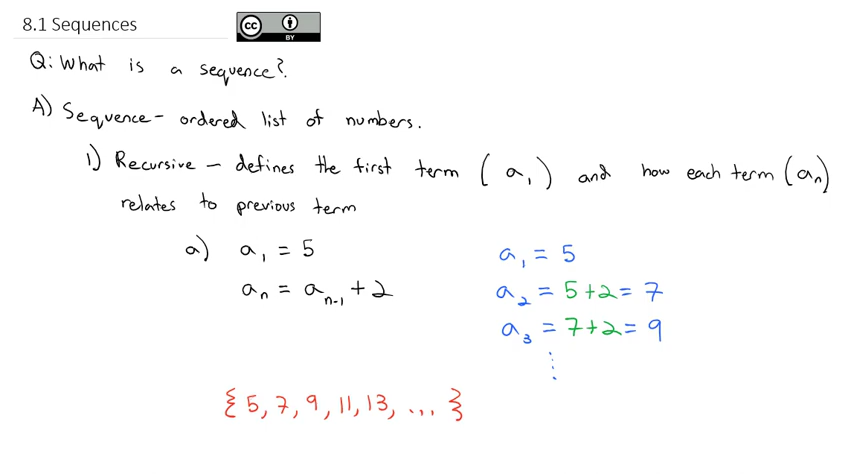 8.1 Sequences
cc BY
Q: What is a sequence?
A) Sequence - ordered list of numbers.
1) Recursive - defines the first term (a₁) and how each term (aₙ)
relates to previous term
a) a₁ = 5
aₙ = aₙ₋₁ + 2
a₁ = 5
a₂ = 5+2 = 7
a₃ = 7+2 = 9
⋮
{5, 7, 9, 11, 13, ... }